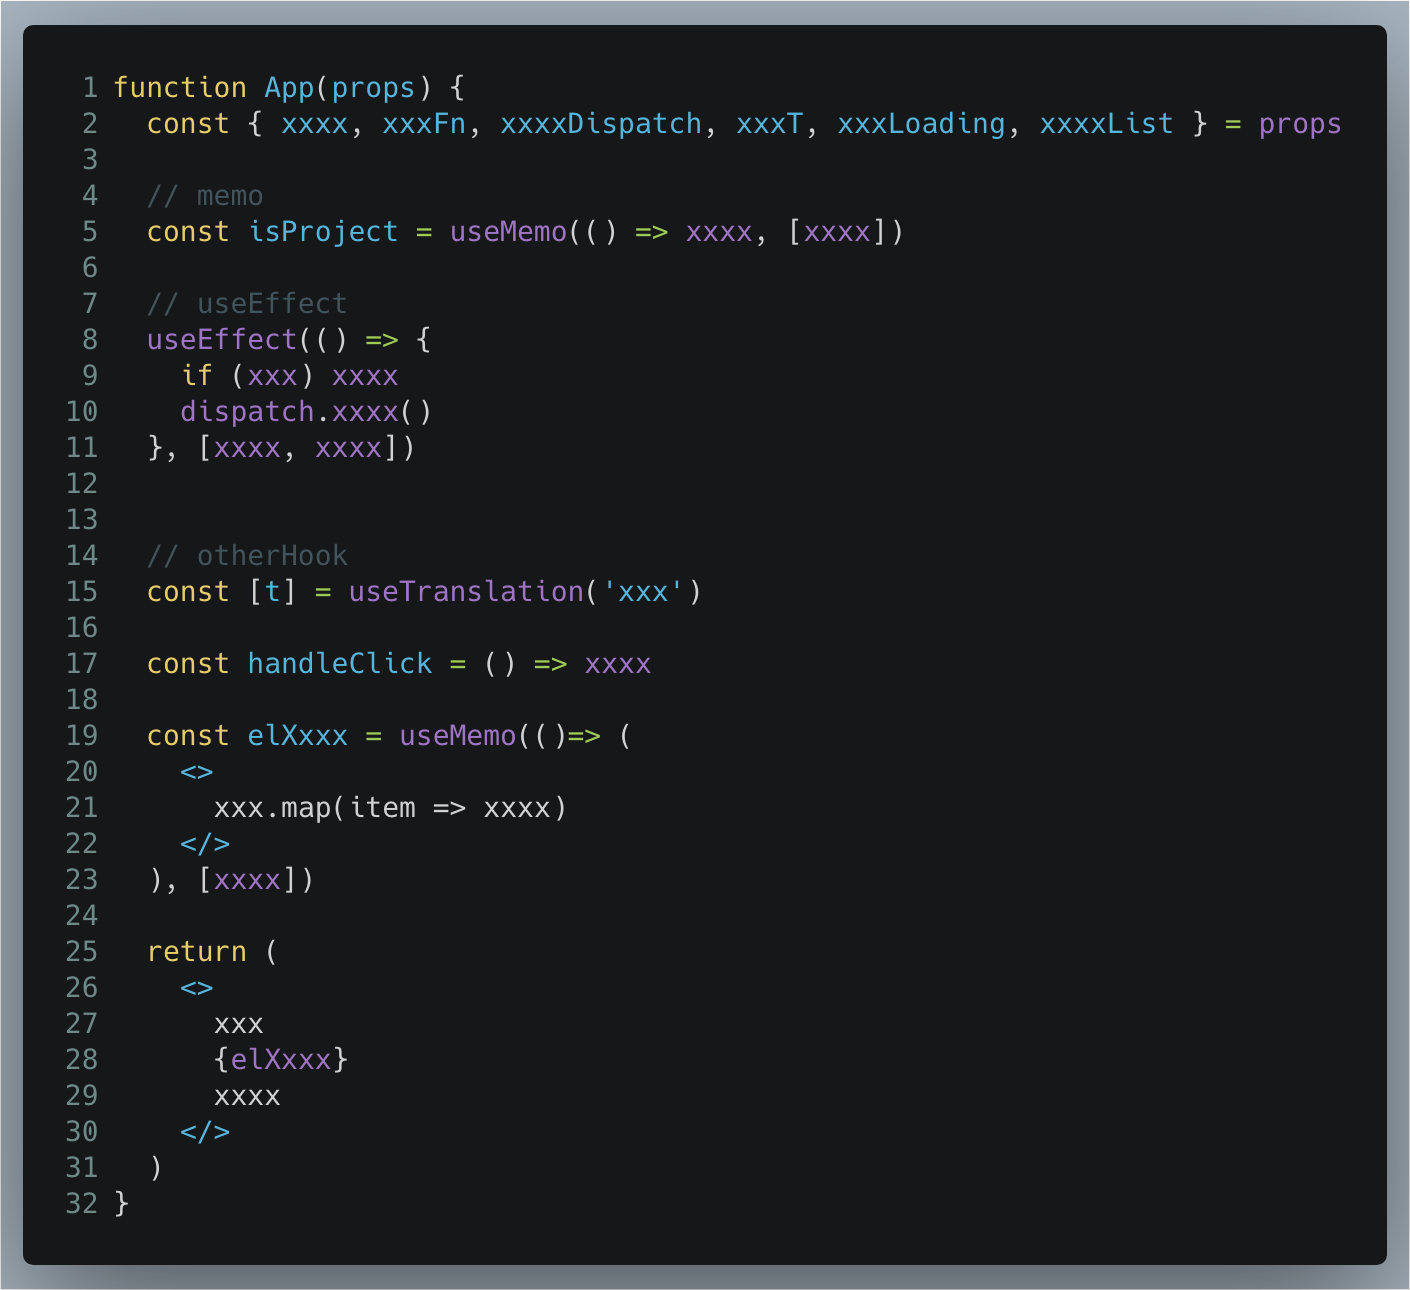 1 function App(props) {
2   const { xxxx, xxxFn, xxxxDispatch, xxxT, xxxLoading, xxxxList } = props
3
4   // memo
5   const isProject = useMemo(() => xxxx, [xxxx])
6
7   // useEffect
8   useEffect(() => {
9     if (xxx) xxxx
10     dispatch.xxxx()
11   }, [xxxx, xxxx])
12
13
14   // otherHook
15   const [t] = useTranslation('xxx')
16
17   const handleClick = () => xxxx
18
19   const elXxxx = useMemo(()=> (
20     <>
21       xxx.map(item => xxxx)
22     </>
23   ), [xxxx])
24
25   return (
26     <>
27       xxx
28       {elXxxx}
29       xxxx
30     </>
31   )
32 }